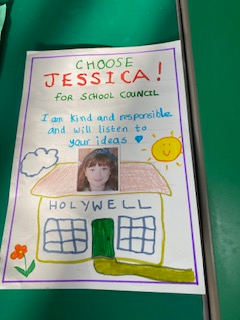 CHOOSE
JESSICA!
FOR SCHOOL COUNCIL
I am kind and responsible
and will listen to
your ideas
HOLYWELL